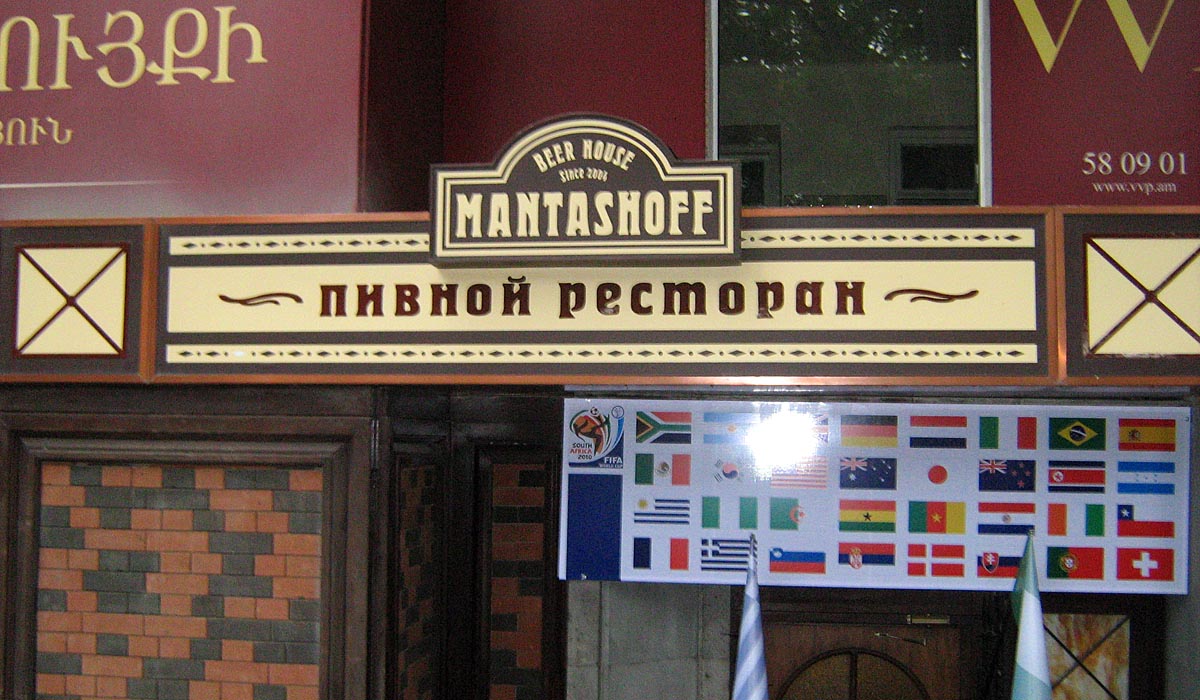 ՈՒՅՔԻ
ՅՈՒՆ
58 09 01
www.vvp.am
BEER HOUSE
Since 2006
MANTASHOFF
пивной ресторан
SOUTH
AFRICA
2010
FIFA
WORLD CUP